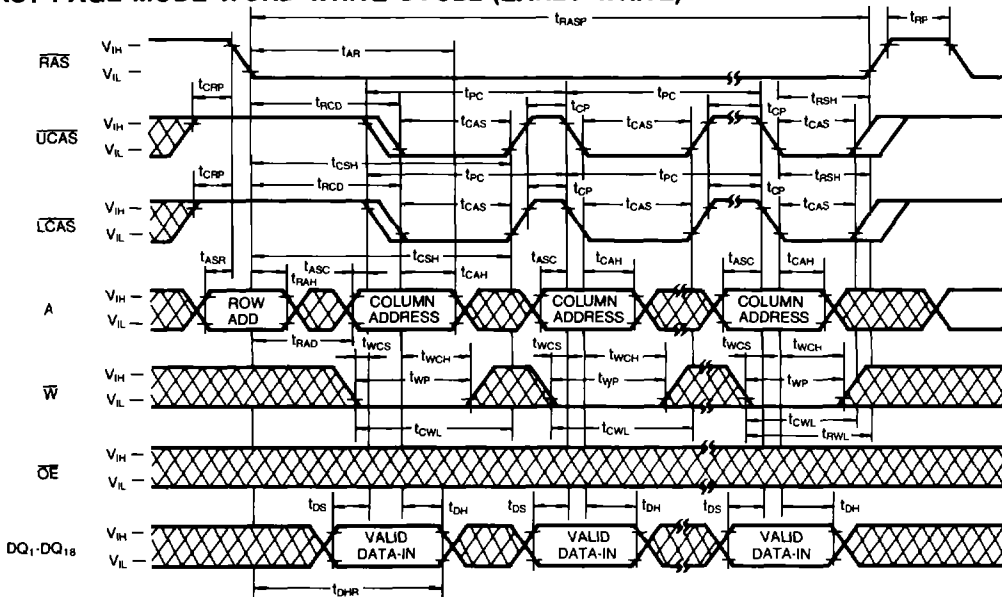 FAST PAGE MODE WORD WRITE CYCLE (EARLY WRITE)
tRASP
tRP
tAR
RAS
VIH
VIL
tCRP
tRCD
tPC
tPC
tRSH
tCP
tCP
UCAS
VIH
VIL
tCAS
tCAS
tCAS
tCSH
tPC
tPC
tCRP
tRCD
tCP
tCP
tRSH
LCAS
VIH
VIL
tCAS
tCAS
tCAS
tCSH
tASR
tRAH
tASC
tCAH
tASC
tCAH
tASC
tCAH
A
VIH
VIL
ROW ADD
COLUMN ADDRESS
COLUMN ADDRESS
COLUMN ADDRESS
tRAD
tWCS
tWCH
tWCS
tWCH
tWCS
tWCH
tWP
tWP
tWP
W
VIH
VIL
tCWL
tCWL
tCWL
tRWL
OE
VIH
VIL
tDS
tDH
tDS
tDH
tDS
tDH
DQ1-DQ18
VIH
VIL
VALID DATA-IN
VALID DATA-IN
VALID DATA-IN
tDHR